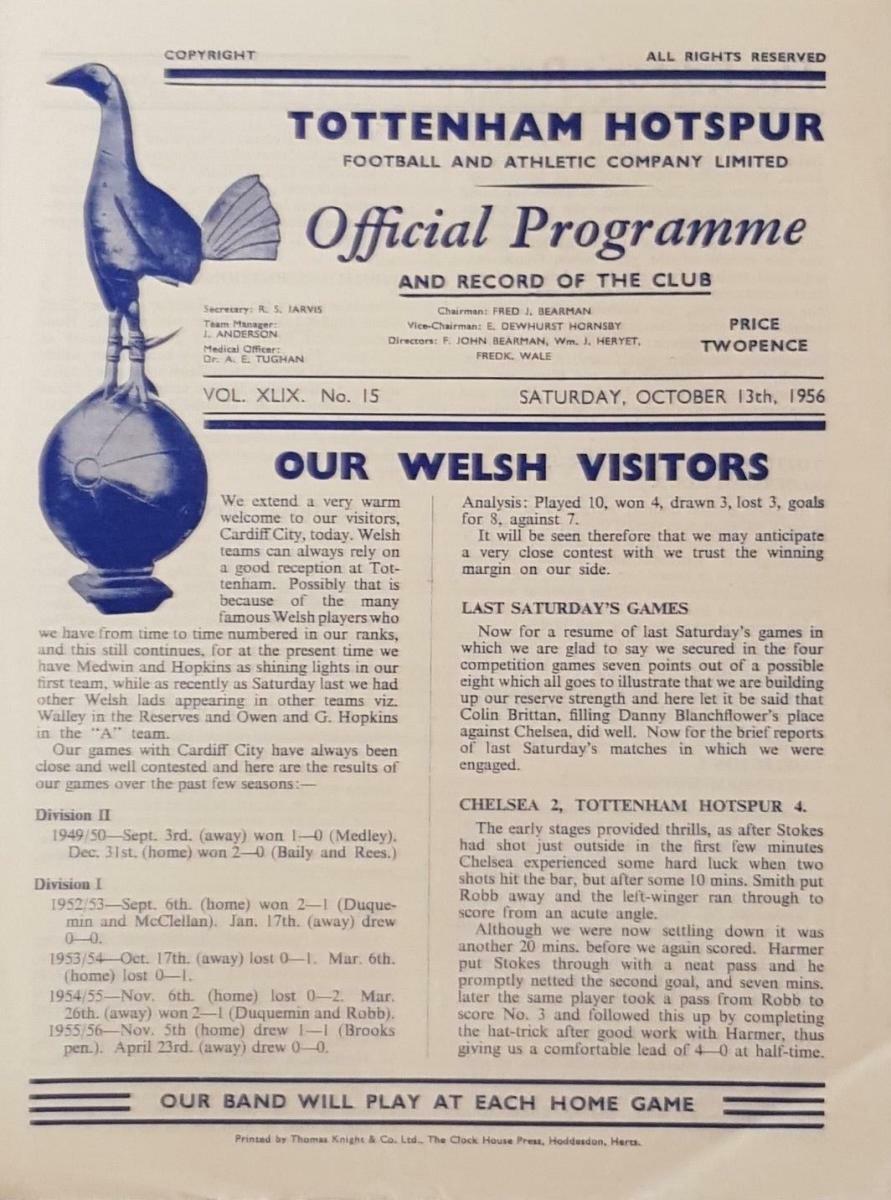 COPYRIGHT ALL RIGHTS RESERVED
TOTTENHAM HOTSPUR
FOOTBALL AND ATHLETIC COMPANY LIMITED
Official Programme
AND RECORD OF THE CLUB
Secretary: R. S. JARVIS
Team Manager:
J. ANDERSON
Medical Officer:
Dr. A. E. TUGHAN
Chairman: FRED J. BEARMAN
Vice-Chairman: E. DEWHURST HORNSBY
Directors: F. JOHN BEARMAN, Wm. J. HERYET,
FREDK. WALE
PRICE
TWOPENCE
VOL. XLIX. No. 15 SATURDAY, OCTOBER 13th, 1956
OUR WELSH VISITORS
We extend a very warm
welcome to our visitors,
Cardiff City, today. Welsh
teams can always rely on
a good reception at Tot-
tenham. Possibly that is
because of the many
famous Welsh players who
we have from time to time numbered in our ranks,
and this still continues, for at the present time we
have Medwin and Hopkins as shining lights in our
first team, while as recently as Saturday last we had
other Welsh lads appearing in other teams viz.
Walley in the Reserves and Owen and G. Hopkins
in the "A" team.
Our games with Cardiff City have always been
close and well contested and here are the results of
our games over the past few seasons:—
Division II
1949/50—Sept. 3rd. (away) won 1—0 (Medley).
Dec. 31st. (home) won 2—0 (Baily and Rees.)
Division I
1952/53—Sept. 6th. (home) won 2—1 (Duque-
min and McClellan). Jan. 17th. (away) drew
0—0.
1953/54—Oct. 17th. (away) lost 0—1. Mar. 6th.
(home) lost 0—1.
1954/55—Nov. 6th. (home) lost 0—2. Mar.
26th. (away) won 2—1 (Duquemin and Robb).
1955/56—Nov. 5th (home) drew 1—1 (Brooks
pen.). April 23rd. (away) drew 0—0.
Analysis: Played 10, won 4, drawn 3, lost 3, goals
for 8, against 7.
It will be seen therefore that we may anticipate
a very close contest with we trust the winning
margin on our side.
LAST SATURDAY'S GAMES
Now for a resume of last Saturday's games in
which we are glad to say we secured in the four
competition games seven points out of a possible
eight which all goes to illustrate that we are building
up our reserve strength and here let it be said that
Colin Brittan, filling Danny Blanchflower's place
against Chelsea, did well. Now for the brief reports
of last Saturday's matches in which we were
engaged.
CHELSEA 2, TOTTENHAM HOTSPUR 4.
The early stages provided thrills, as after Stokes
had shot just outside in the first few minutes
Chelsea experienced some hard luck when two
shots hit the bar, but after some 10 mins. Smith put
Robb away and the left-winger ran through to
score from an acute angle.
Although we were now settling down it was
another 20 mins. before we again scored. Harmer
put Stokes through with a neat pass and he
promptly netted the second goal, and seven mins.
later the same player took a pass from Robb to
score No. 3 and followed this up by completing
the hat-trick after good work with Harmer, thus
giving us a comfortable lead of 4—0 at half-time.
OUR BAND WILL PLAY AT EACH HOME GAME
Printed by Thomas Knight & Co. Ltd., The Clock House Press, Hoddesdon, Herts.